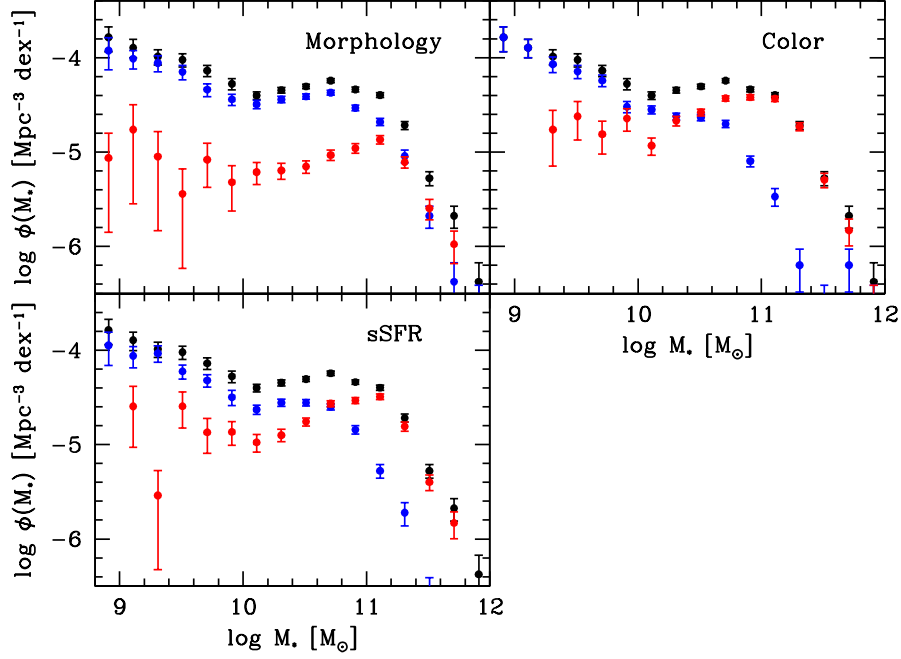 Morphology
Color
log φ(M*) [Mpc⁻³ dex⁻¹]
−4
−5
−6
9 10 11 12
log M* [M⊙]
sSFR
log φ(M*) [Mpc⁻³ dex⁻¹]
−4
−5
−6
9 10 11 12
log M* [M⊙]